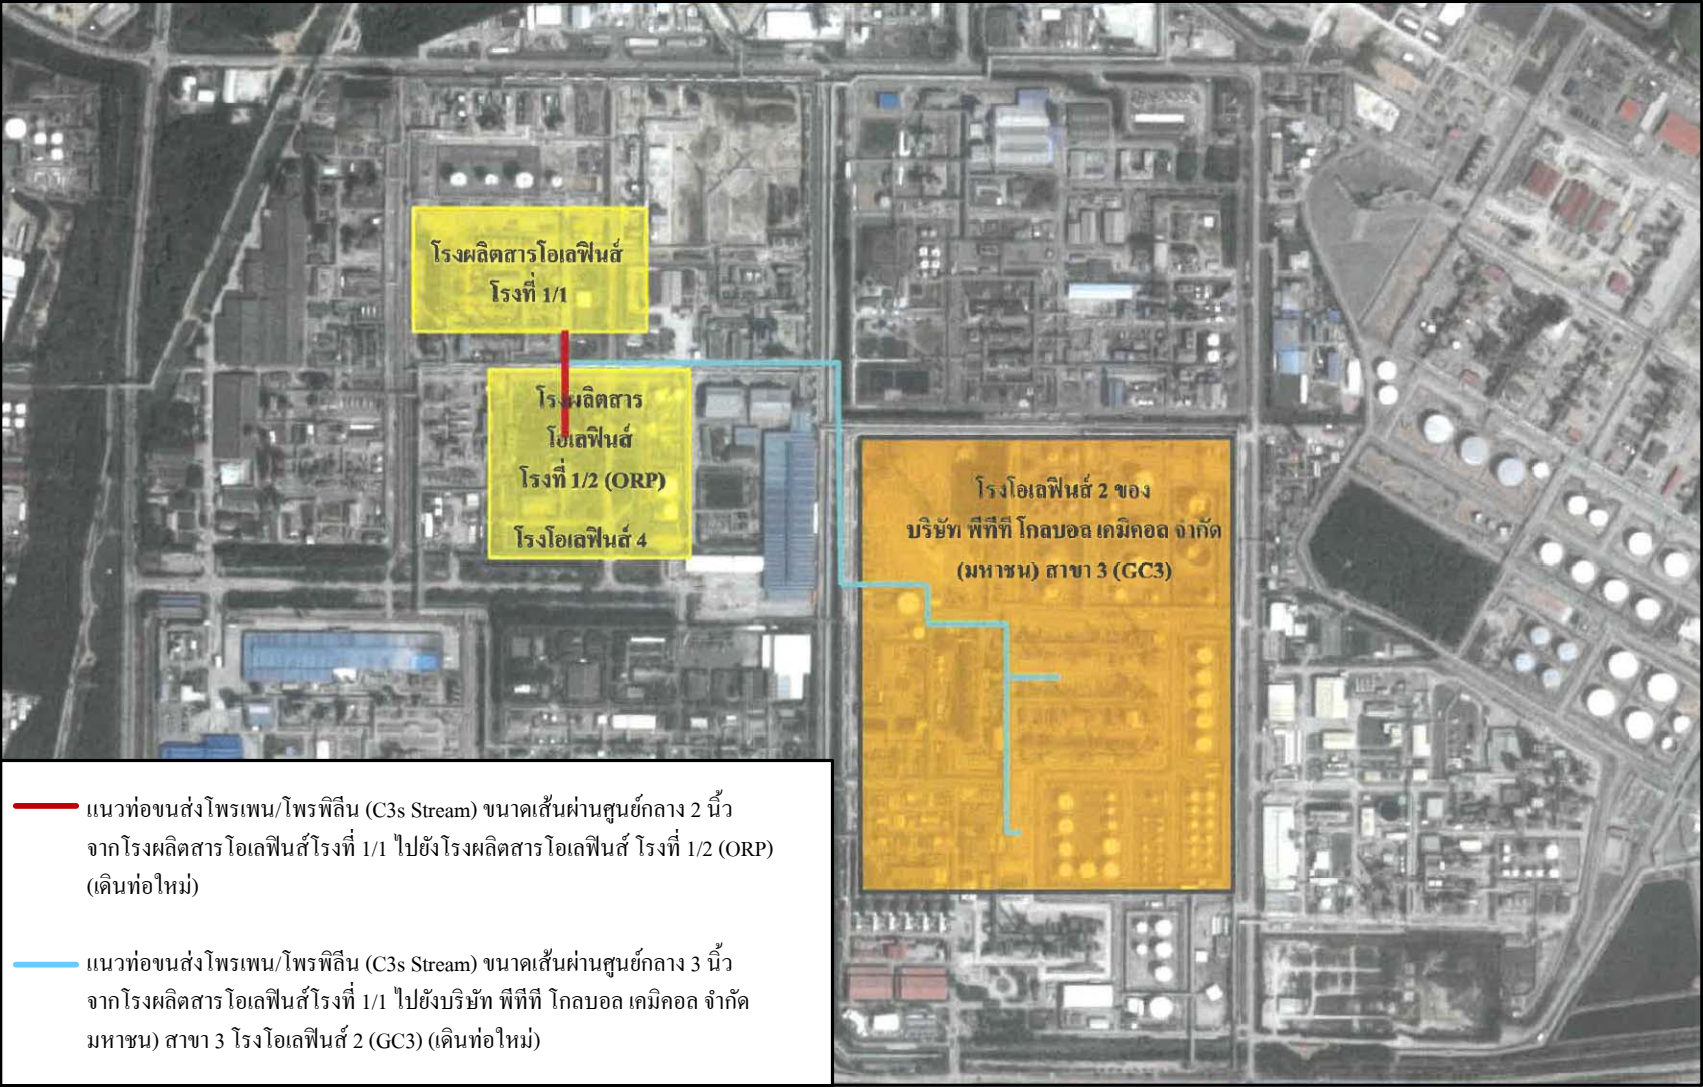 โรงผลิตสารโอเลฟินส์
โรงที่ 1/1
โรงผลิตสาร
โอเลฟินส์
โรงที่ 1/2 (ORP)
โรงโอเลฟินส์ 4
โรงโอเลฟินส์ 2 ของ
บริษัท พีทีที โกลบอล เคมิคอล จำกัด
(มหาชน) สาขา 3 (GC3)
แนวท่อขนส่งโพรเพน/โพรพิลีน (C3s Stream) ขนาดเส้นผ่านศูนย์กลาง 2 นิ้ว
จากโรงผลิตสารโอเลฟินส์โรงที่ 1/1 ไปยังโรงผลิตสารโอเลฟินส์ โรงที่ 1/2 (ORP)
(เดินท่อใหม่)
แนวท่อขนส่งโพรเพน/โพรพิลีน (C3s Stream) ขนาดเส้นผ่านศูนย์กลาง 3 นิ้ว
จากโรงผลิตสารโอเลฟินส์โรงที่ 1/1 ไปยังบริษัท พีทีที โกลบอล เคมิคอล จำกัด
มหาชน) สาขา 3 โรงโอเลฟินส์ 2 (GC3) (เดินท่อใหม่)